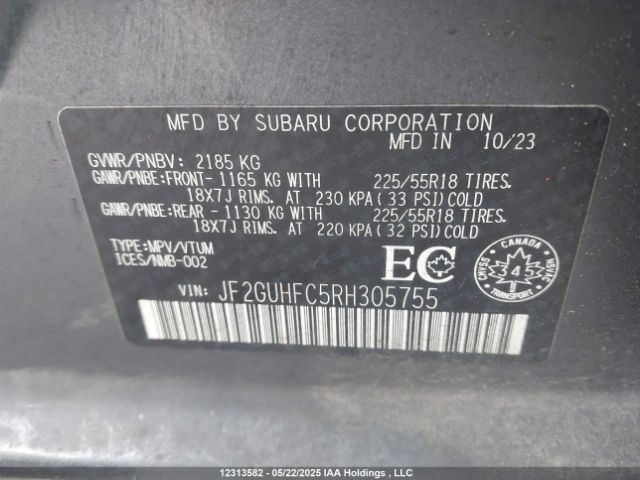 MFD BY SUBARU CORPORATION
MFD IN 10/23
GVWR/PNBV: 2185 KG
GAWR/PNBE:FRONT- 1165 KG WITH 225/55R18 TIRES.
18X7J RIMS. AT 230 KPA(33 PSI)COLD
GAWR/PNBE:REAR - 1130 KG WITH 225/55R18 TIRES.
18X7J RIMS. AT 220 KPA(32 PSI)COLD
TYPE:MPV/VTUM
ICES/NMB-002
EC
CANADA
CMVSS 345 NSVAC
TRANSPORT
VIN: JF2GUHFC5RH305755
12313582 - 05/22/2025 IAA Holdings , LLC